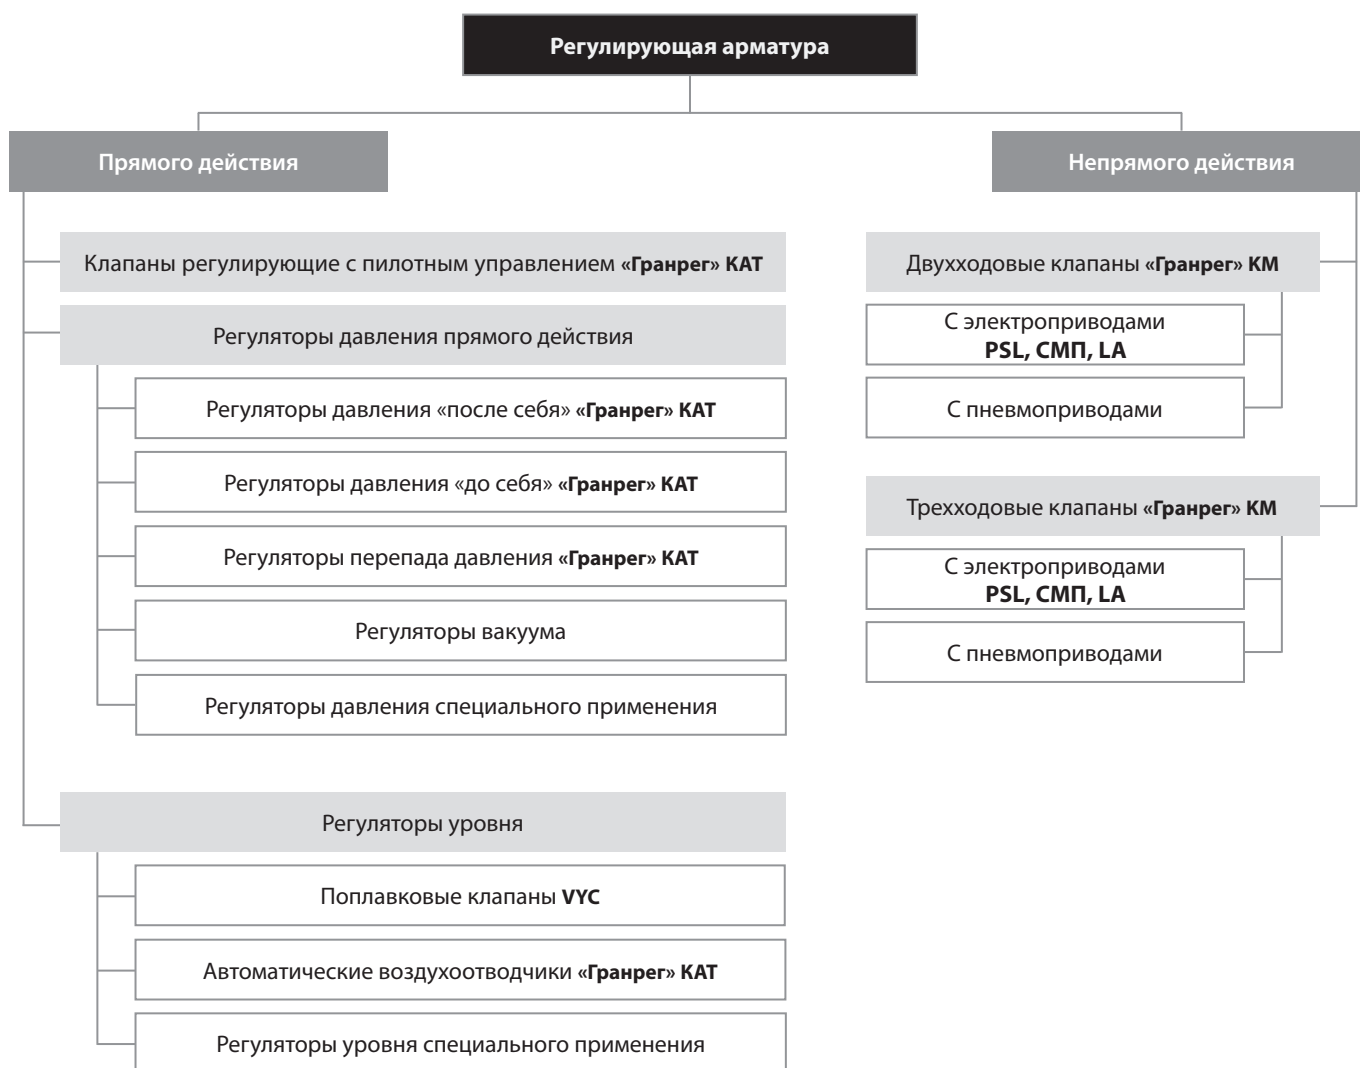 Регулирующая арматура
Прямого действия
Непрямого действия
Клапаны регулирующие с пилотным управлением «Гранрег» КАТ
Регуляторы давления прямого действия
Регуляторы давления «после себя» «Гранрег» КАТ
Регуляторы давления «до себя» «Гранрег» КАТ
Регуляторы перепада давления «Гранрег» КАТ
Регуляторы вакуума
Регуляторы давления специального применения
Регуляторы уровня
Поплавковые клапаны VYC
Автоматические воздухоотводчики «Гранрег» КАТ
Регуляторы уровня специального применения
Двухходовые клапаны «Гранрег» КМ
С электроприводами
PSL, СМП, LA
С пневмоприводами
Трехходовые клапаны «Гранрег» КМ
С электроприводами
PSL, СМП, LA
С пневмоприводами